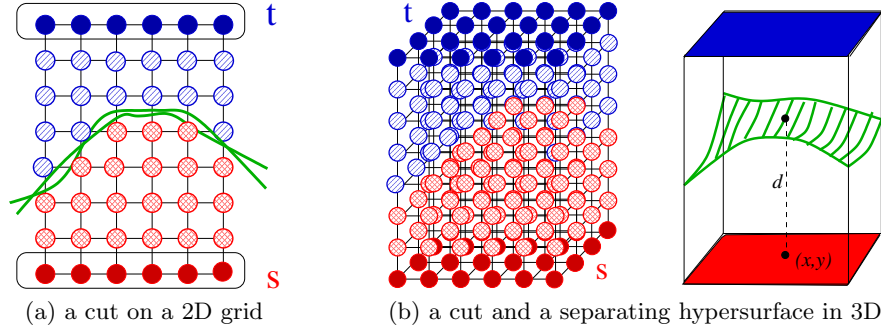 t
s
(a) a cut on a 2D grid
t
s
d
(x,y)
(b) a cut and a separating hypersurface in 3D